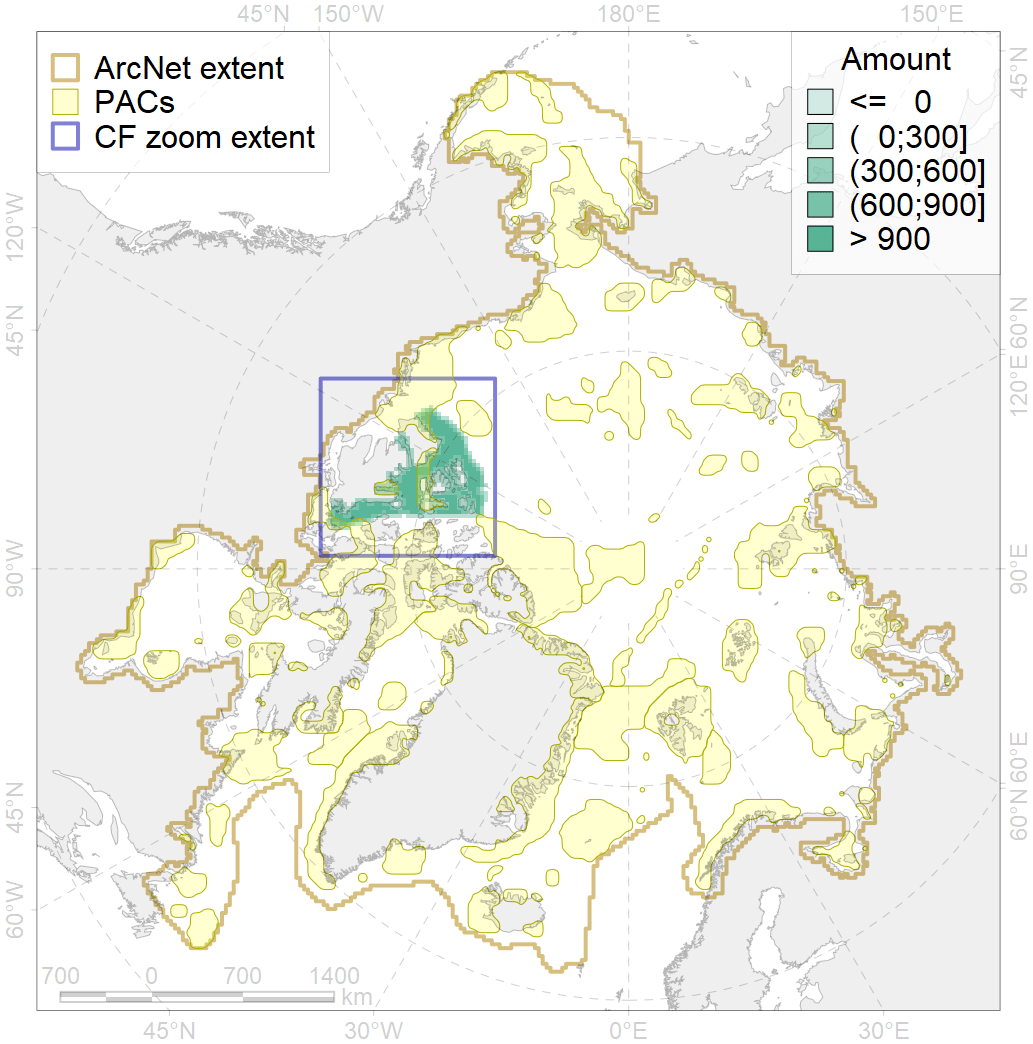 45°N 150°W 180°E 150°E
ArcNet extent
PACs
CF zoom extent
Amount
<= 0
( 0;300]
(300;600]
(600;900]
> 900
45°N
120°W
45°N
60°N
120°E
90°W
90°E
45°N
60°E
60°N
60°W
700 0 700 1400
km
45°N 30°W 0°E 30°E